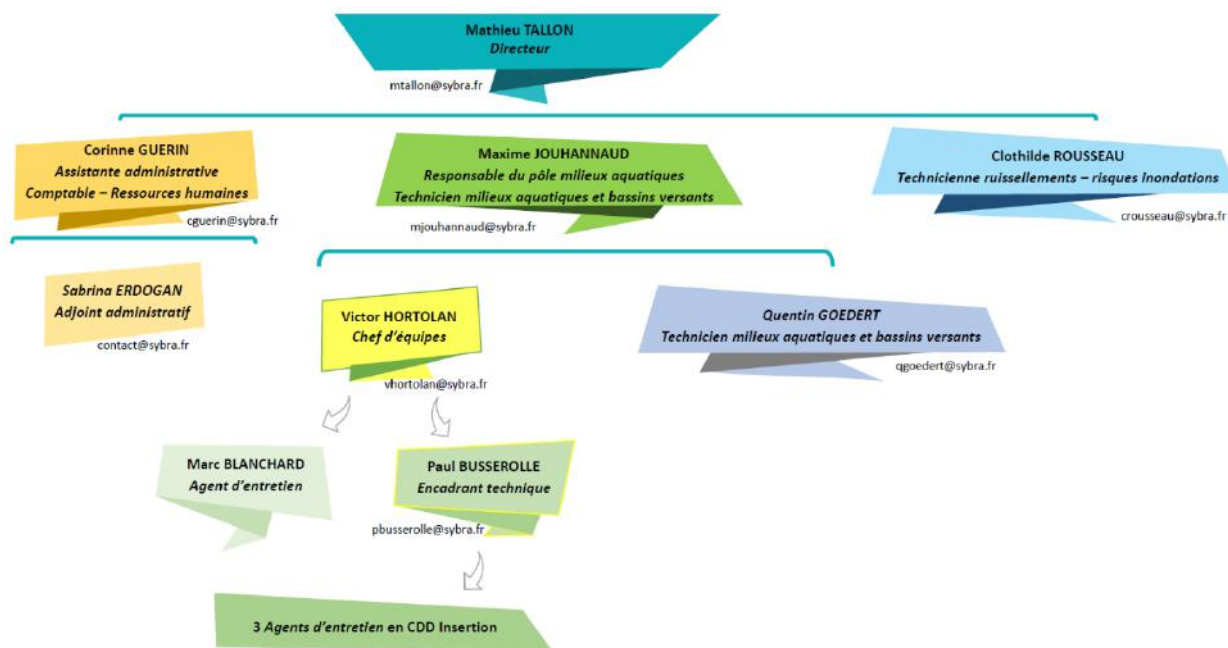 Mathieu TALLON
Directeur
mtallon@sybra.fr
Corinne GUERIN
Assistante administrative
Comptable – Ressources humaines
cguerin@sybra.fr
Maxime JOUHANNAUD
Responsable du pôle milieux aquatiques
Technicien milieux aquatiques et bassins versants
mjouhannaud@sybra.fr
Clothilde ROUSSEAU
Technicienne ruissellements – risques inondations
crousseau@sybra.fr
Sabrina ERDOGAN
Adjoint administratif
contact@sybra.fr
Victor HORTOLAN
Chef d'équipes
vhortolan@sybra.fr
Quentin GOEDERT
Technicien milieux aquatiques et bassins versants
qgoedert@sybra.fr
Marc BLANCHARD
Agent d'entretien
Paul BUSSEROLLE
Encadrant technique
pbusserolle@sybra.fr
3 Agents d'entretien en CDD Insertion